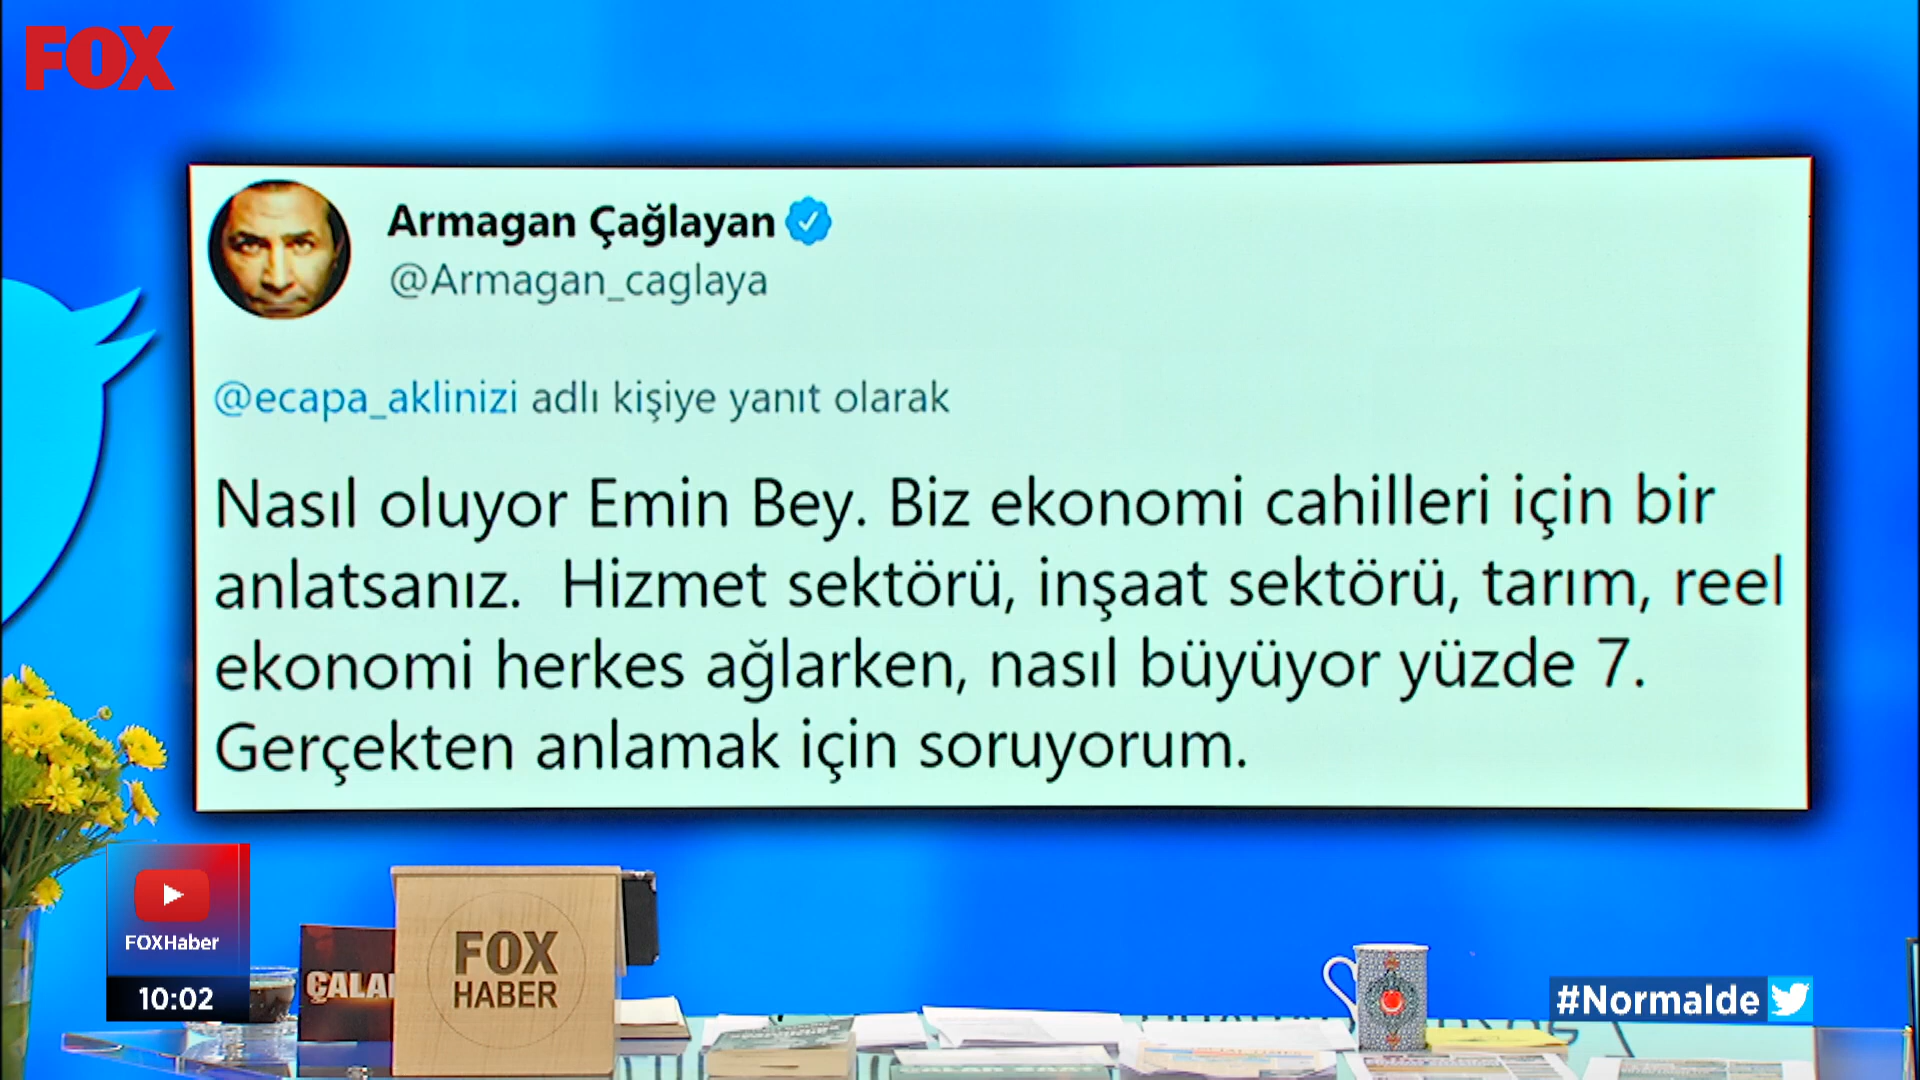 FOX
Armagan Çağlayan
@Armagan_caglaya
@ecapa_aklinizi adlı kişiye yanıt olarak
Nasıl oluyor Emin Bey. Biz ekonomi cahilleri için bir
anlatsanız. Hizmet sektörü, inşaat sektörü, tarım, reel
ekonomi herkes ağlarken, nasıl büyüyor yüzde 7.
Gerçekten anlamak için soruyorum.
FOXHaber
10:02
ÇALAR
FOX
HABER
#Normalde